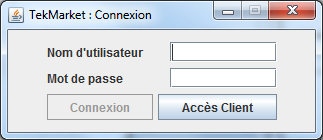 TekMarket : Connexion
Nom d'utilisateur
Mot de passe
Connexion Accès Client